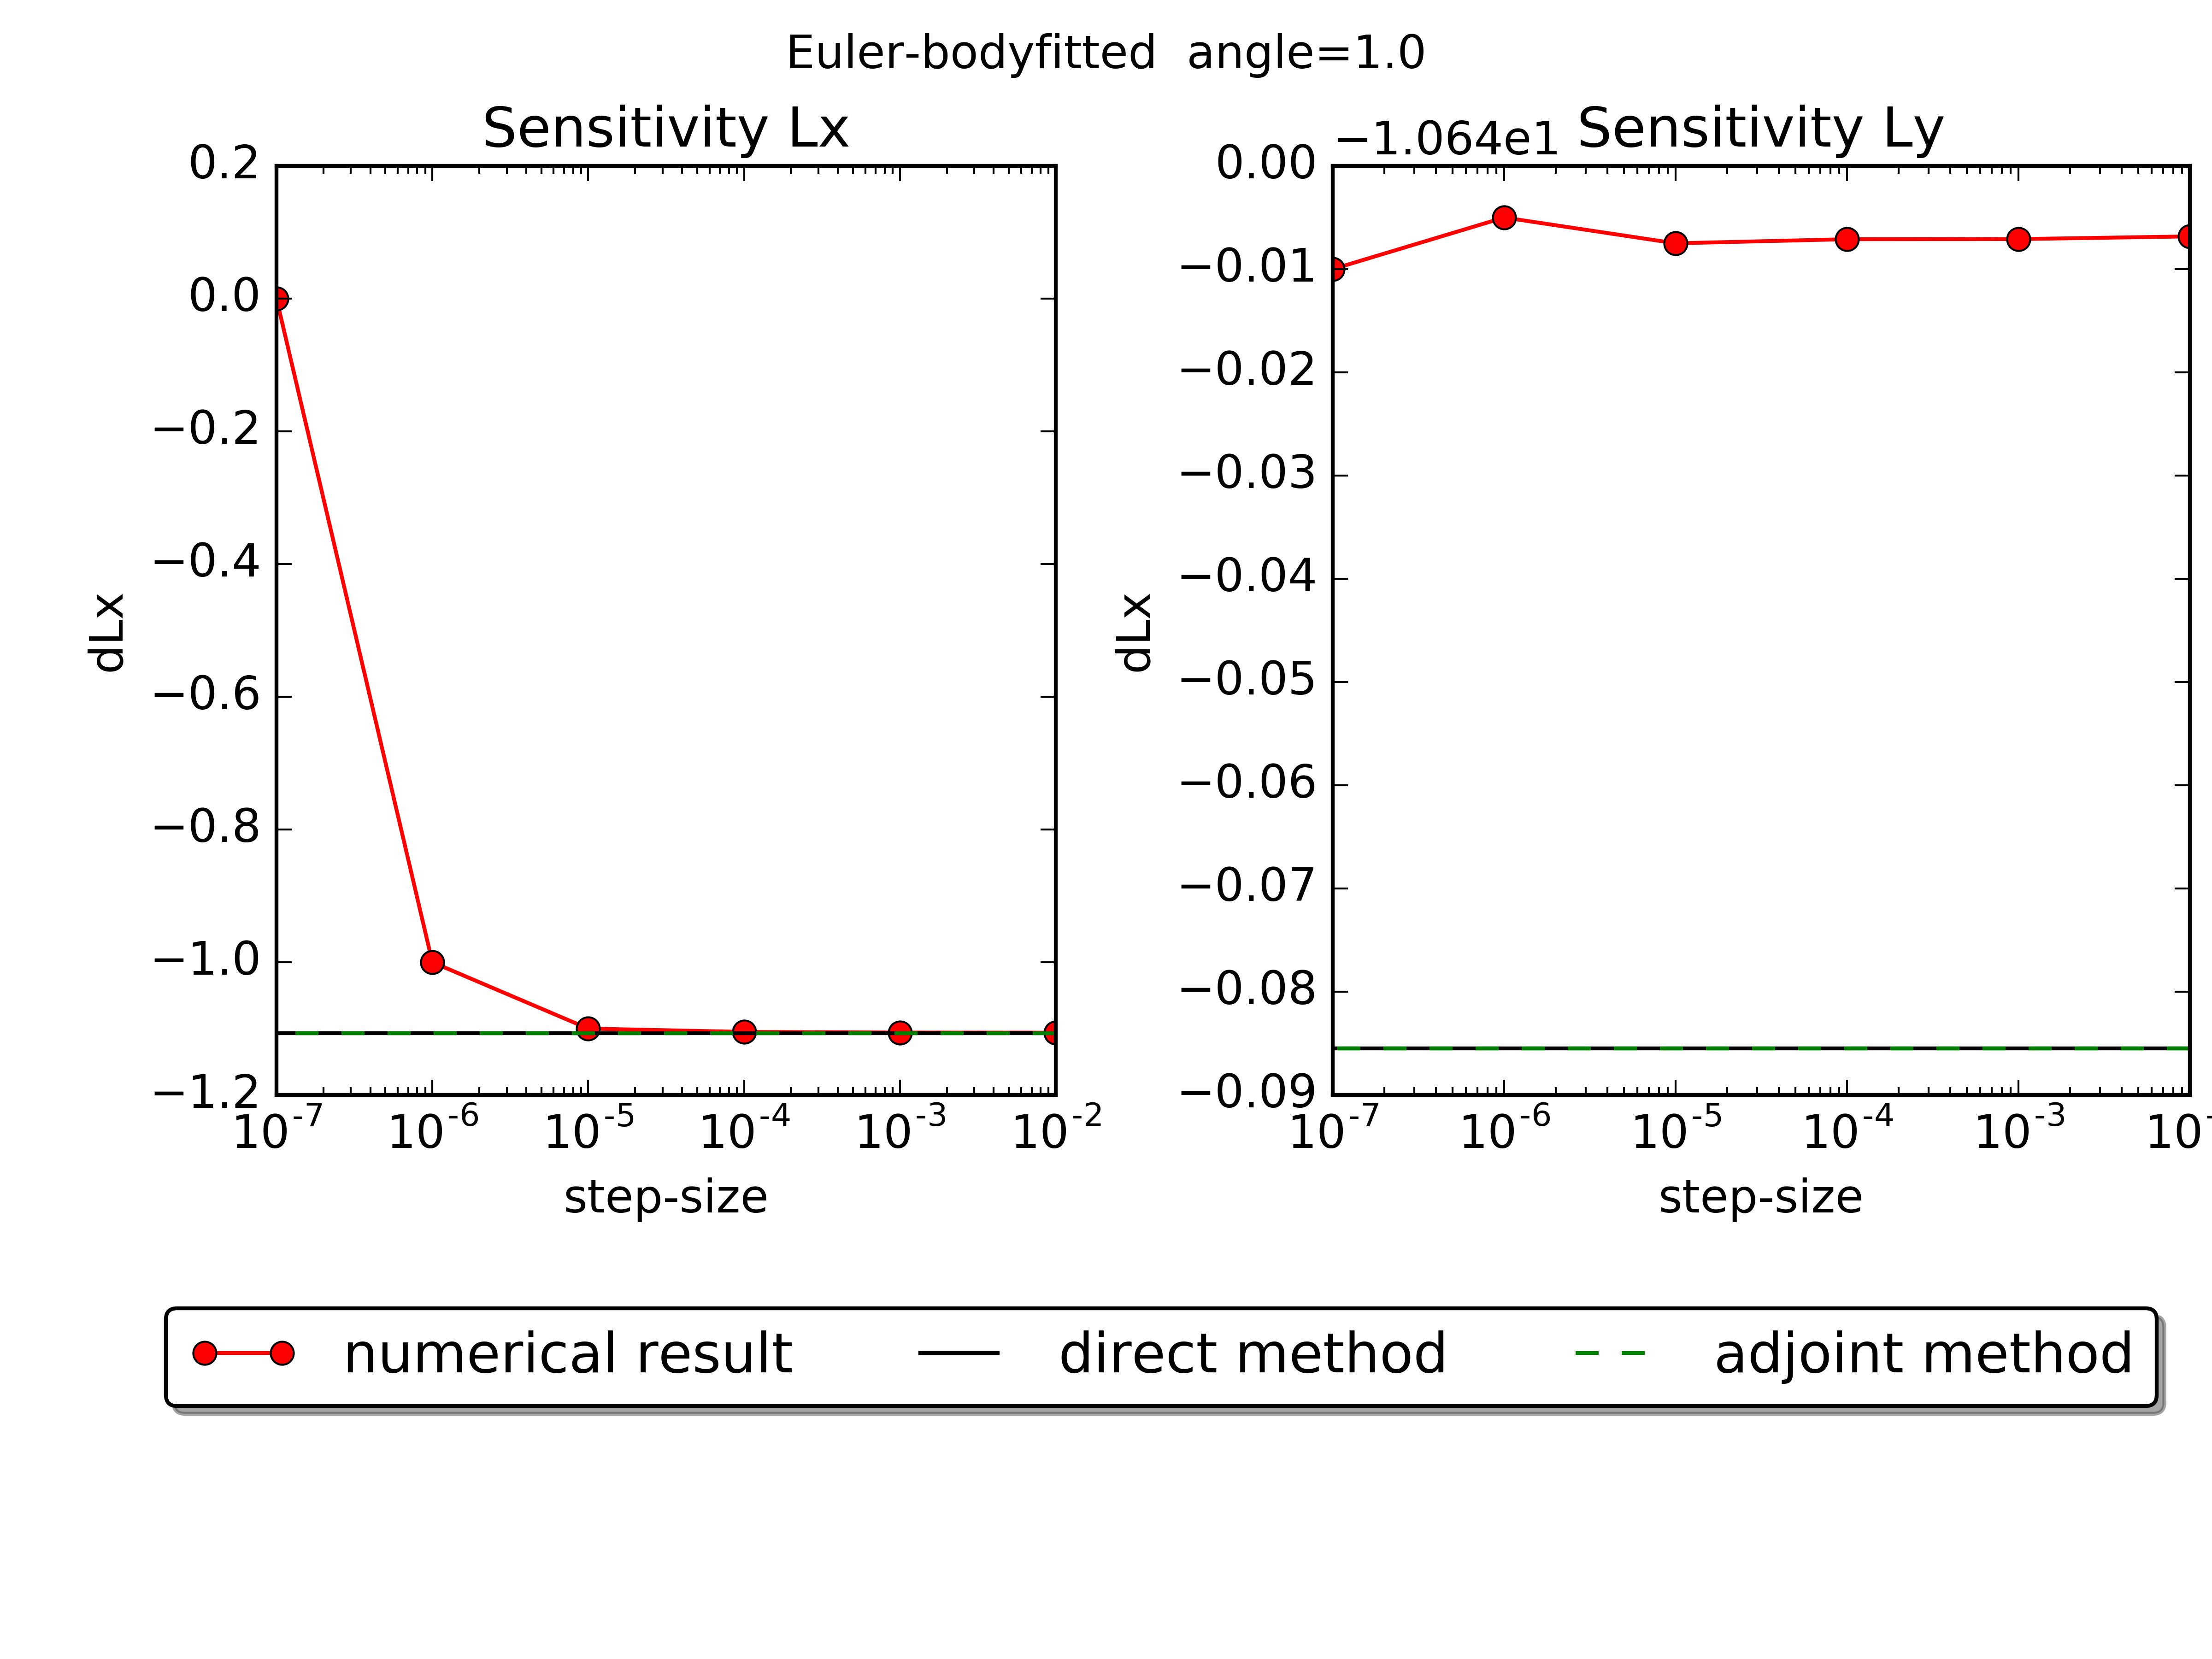 Euler-bodyfitted  angle=1.0
Sensitivity Lx
0.2
0.0
−0.2
−0.4
−0.6
−0.8
−1.0
−1.2
dLx
10^-7 10^-6 10^-5 10^-4 10^-3 10^-2
step-size
−1.064e1 Sensitivity Ly
0.00
−0.01
−0.02
−0.03
−0.04
−0.05
−0.06
−0.07
−0.08
−0.09
dLx
10^-7 10^-6 10^-5 10^-4 10^-3 10^-
step-size
numerical result direct method adjoint method